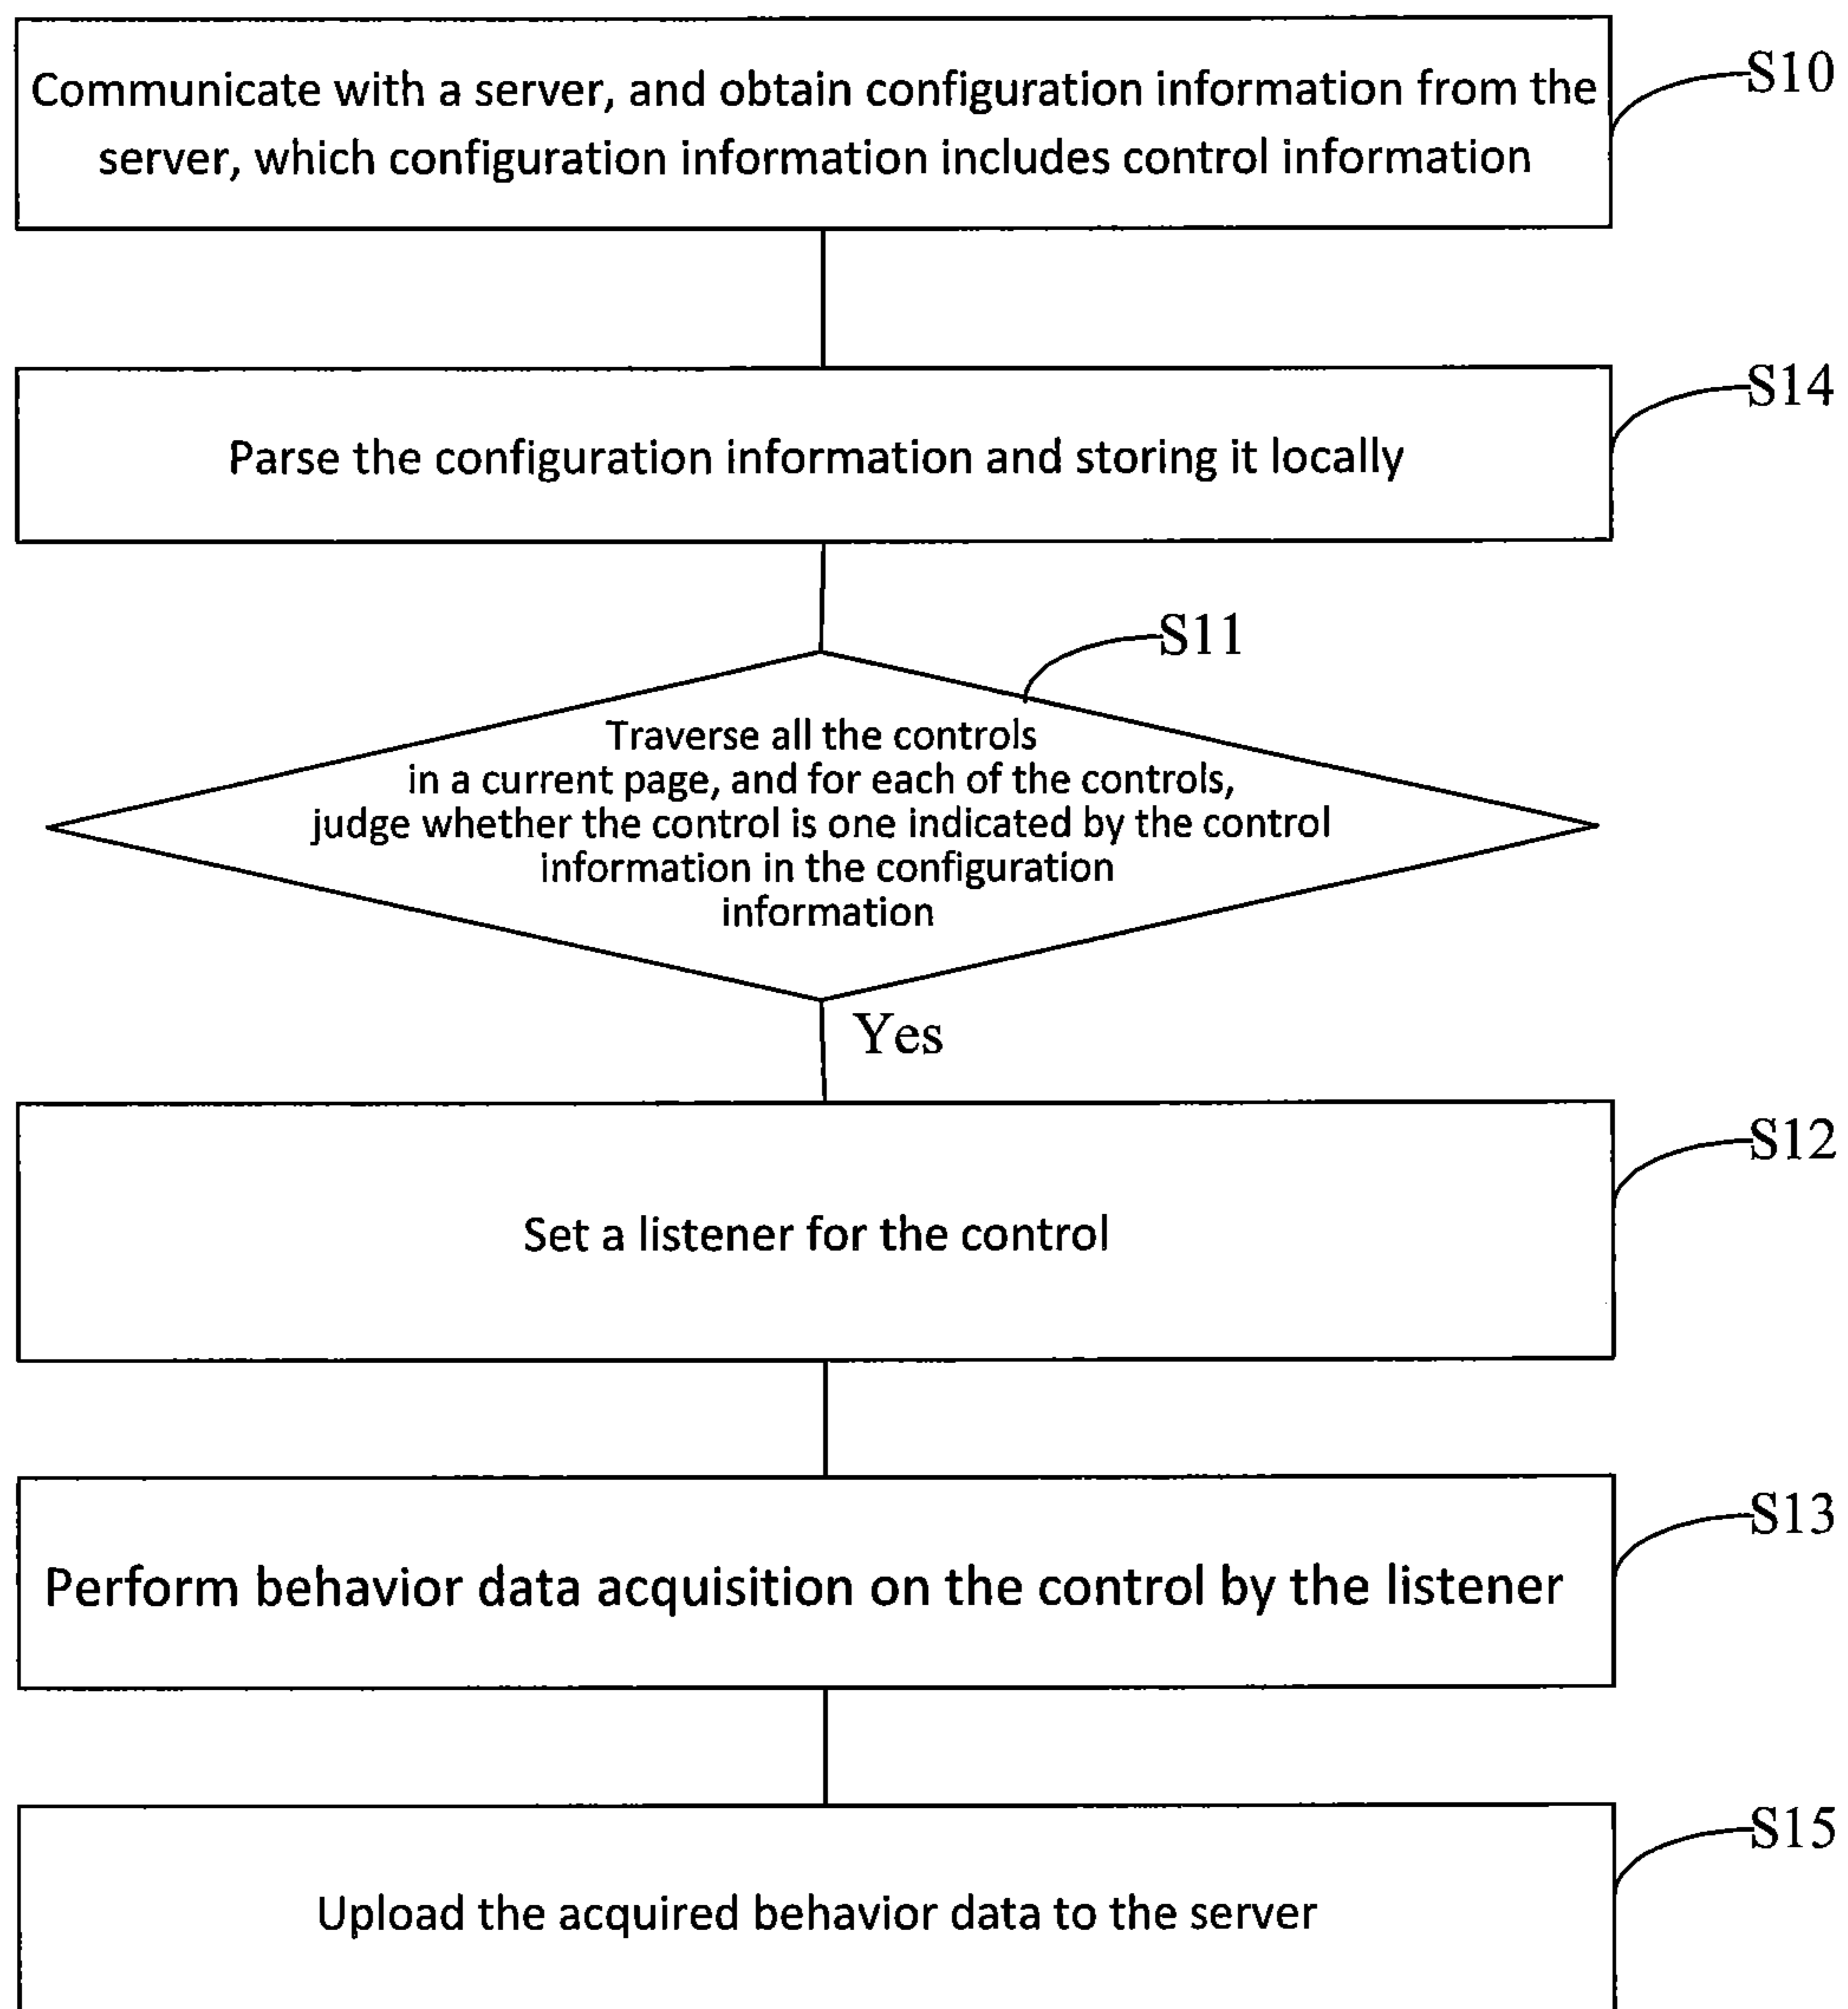 Communicate with a server, and obtain configuration information from the
server, which configuration information includes control information
S10
Parse the configuration information and storing it locally
S14
S11
Traverse all the controls
in a current page, and for each of the controls,
judge whether the control is one indicated by the control
information in the configuration
information
Yes
Set a listener for the control
S12
Perform behavior data acquisition on the control by the listener
S13
Upload the acquired behavior data to the server
S15